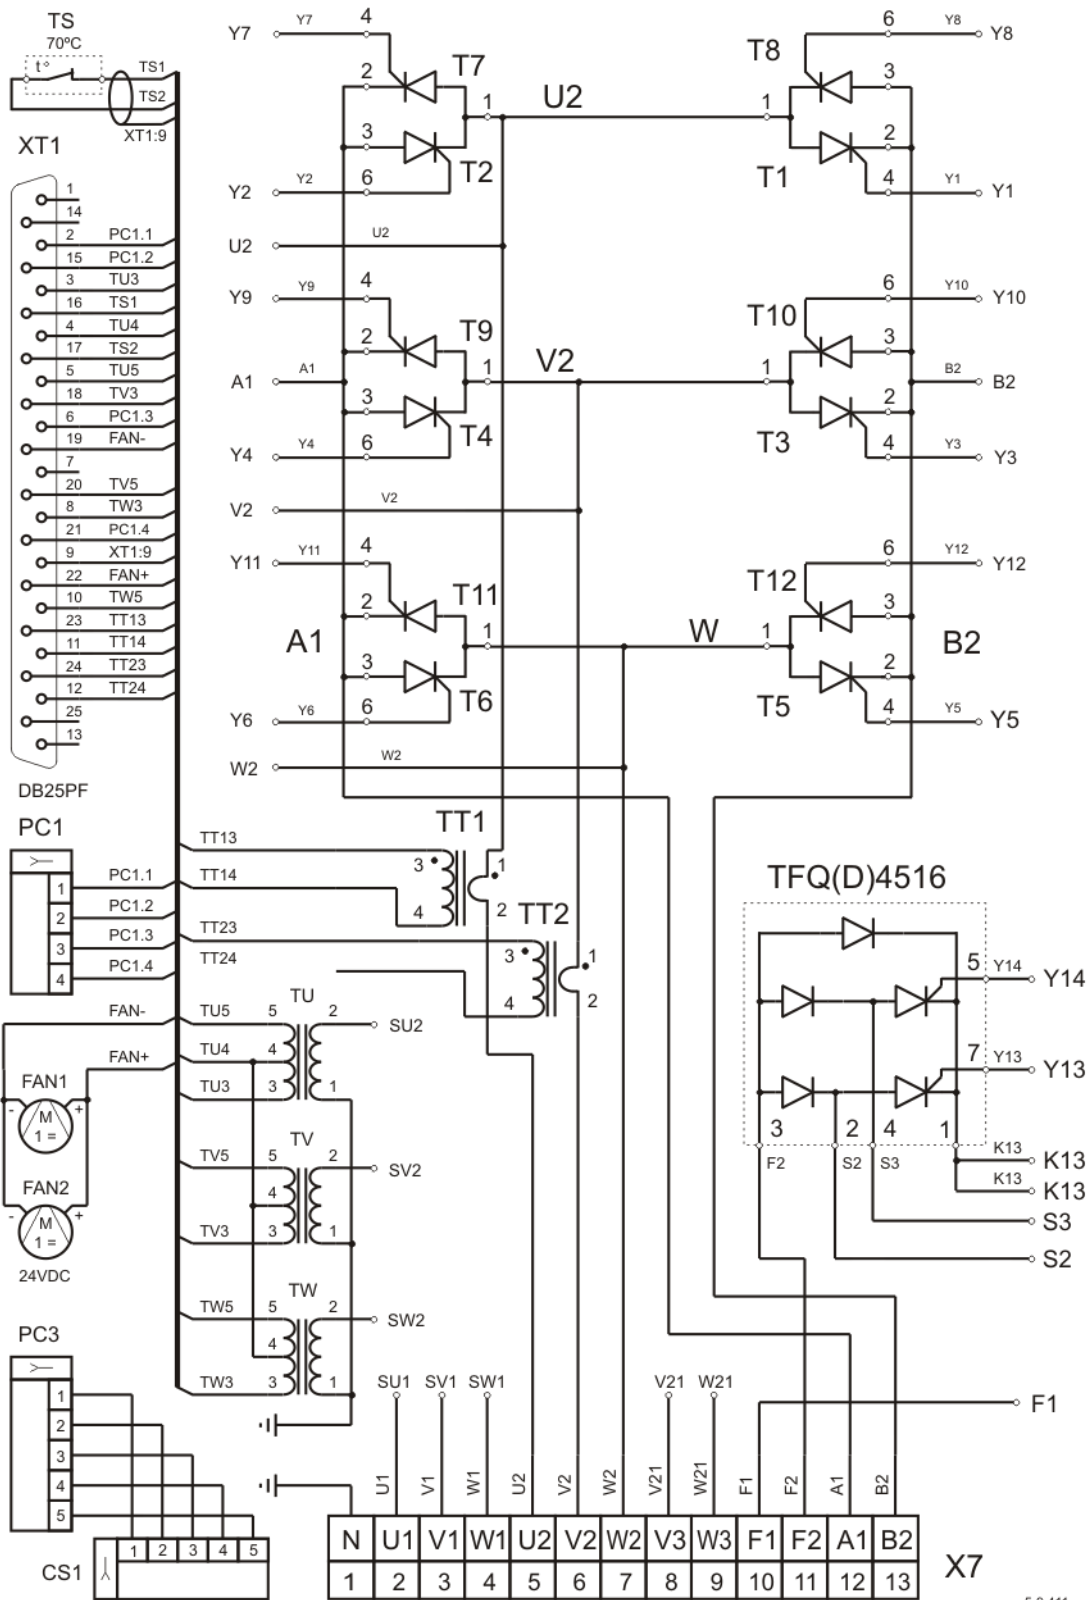 TS
70ºC
t°
TS1
TS2
XT1:9
XT1
1
14
2 PC1.1
15 PC1.2
3 TU3
16 TS1
4 TU4
17 TS2
5 TU5
18 TV3
6 PC1.3
19 FAN-
7
20 TV5
8 TW3
21 PC1.4
9 XT1:9
22 FAN+
10 TW5
23 TT13
11 TT14
24 TT23
12 TT24
25
13
DB25PF
Y7 Y7 4
2 T7
1
3 T2
Y2 Y2 6
U2
U2 U2
6 Y8 Y8
T8
3
1
2
T1
4 Y1 Y1
Y9 Y9 4
2 T9
A1 A1 1
3 T4
Y4 Y4 6
V2
V2 V2
6 Y10 Y10
T10
3
1 B2 B2
2
T3
4 Y3 Y3
Y11 Y11 4
2 T11
A1 1
3 T6
Y6 Y6 6
W
W2 W2
6 Y12 Y12
T12
3
1 B2
2
T5
4 Y5 Y5
PC1
1 PC1.1
2 PC1.2
3 PC1.3
4 PC1.4
TT13
TT14
TT23
TT24
TT1
3 1
4 2
TT2
3 1
4 2
FAN-
FAN+
FAN1
- +
M
1 =
FAN2
- +
M
1 =
24VDC
TU
TU5 5 2 SU2
TU4 4
TU3 3 1
TV
TV5 5 2 SV2
4
TV3 3 1
TW
TW5 5 2 SW2
4
TW3 3 1
TFQ(D)4516
5 Y14 Y14
7 Y13 Y13
3 2 4 1
F2 S2 S3
K13 K13
K13 K13
S3
S2
F1
PC3
1
2
3
4
5
CS1
1 2 3 4 5
SU1 SV1 SW1 V21 W21
U1 V1 W1 U2 V2 W2 V21 W21 F1 F2 A1 B2
N U1 V1 W1 U2 V2 W2 V3 W3 F1 F2 A1 B2
1 2 3 4 5 6 7 8 9 10 11 12 13
X7